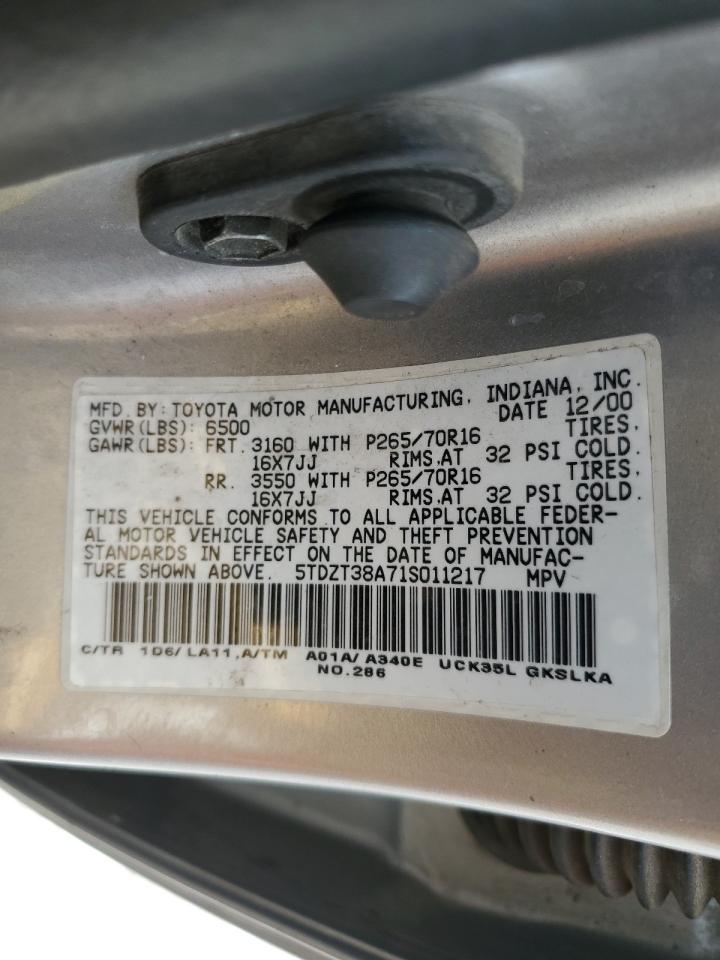 MFD. BY: TOYOTA MOTOR MANUFACTURING, INDIANA, INC.
GVWR(LBS): 6500 DATE 12/00
GAWR(LBS): FRT. 3160 WITH P265/70R16 TIRES,
16X7JJ RIMS,AT 32 PSI COLD.
RR. 3550 WITH P265/70R16 TIRES,
16X7JJ RIMS,AT 32 PSI COLD.
THIS VEHICLE CONFORMS TO ALL APPLICABLE FEDER-
AL MOTOR VEHICLE SAFETY AND THEFT PREVENTION
STANDARDS IN EFFECT ON THE DATE OF MANUFAC-
TURE SHOWN ABOVE. 5TDZT38A71S011217 MPV
C/TR 1D6/LA11,A/TM A01A/A340E UCK35L GKSLKA
NO.286